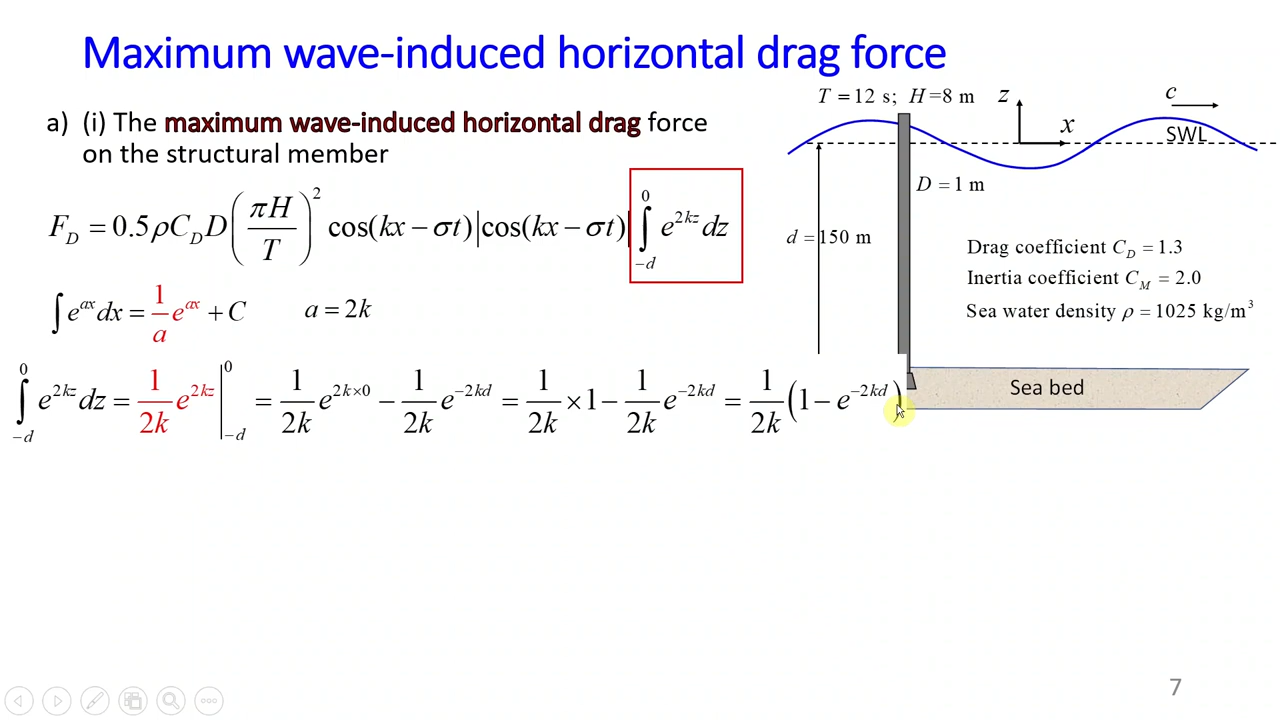 Maximum wave-induced horizontal drag force
a) (i) The maximum wave-induced horizontal drag force
on the structural member
F_D = 0.5ρC_D D (πH/T)^2 cos(kx − σt)|cos(kx − σt)| ∫_{−d}^{0} e^{2kz} dz
∫ e^{ax} dx = 1/a e^{ax} + C a = 2k
∫_{−d}^{0} e^{2kz} dz = 1/2k e^{2kz} |_{−d}^{0} = 1/2k e^{2k×0} − 1/2k e^{−2kd} = 1/2k ×1 − 1/2k e^{−2kd} = 1/2k (1 − e^{−2kd})
T = 12 s; H=8 m
z
c
x
SWL
D = 1 m
d = 150 m
Drag coefficient C_D = 1.3
Inertia coefficient C_M = 2.0
Sea water density ρ = 1025 kg/m^3
Sea bed
7